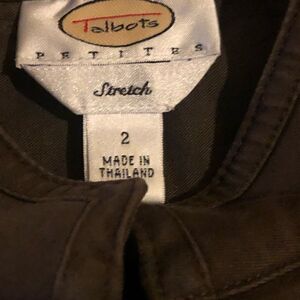 Talbots
PETITES
Stretch
2
MADE IN
THAILAND